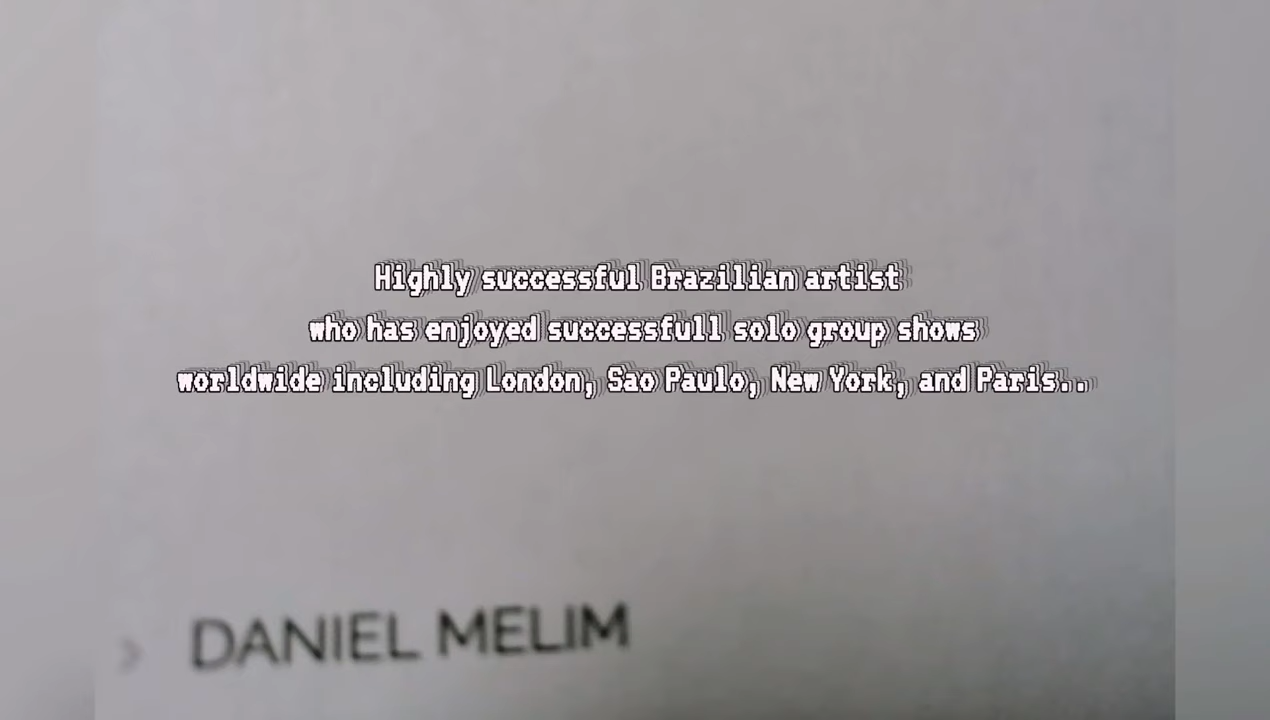 Highly successful Brazilian artist
who has enjoyed successfull solo group shows
worldwide including London, Sao Paulo, New York, and Paris..
DANIEL MELIM